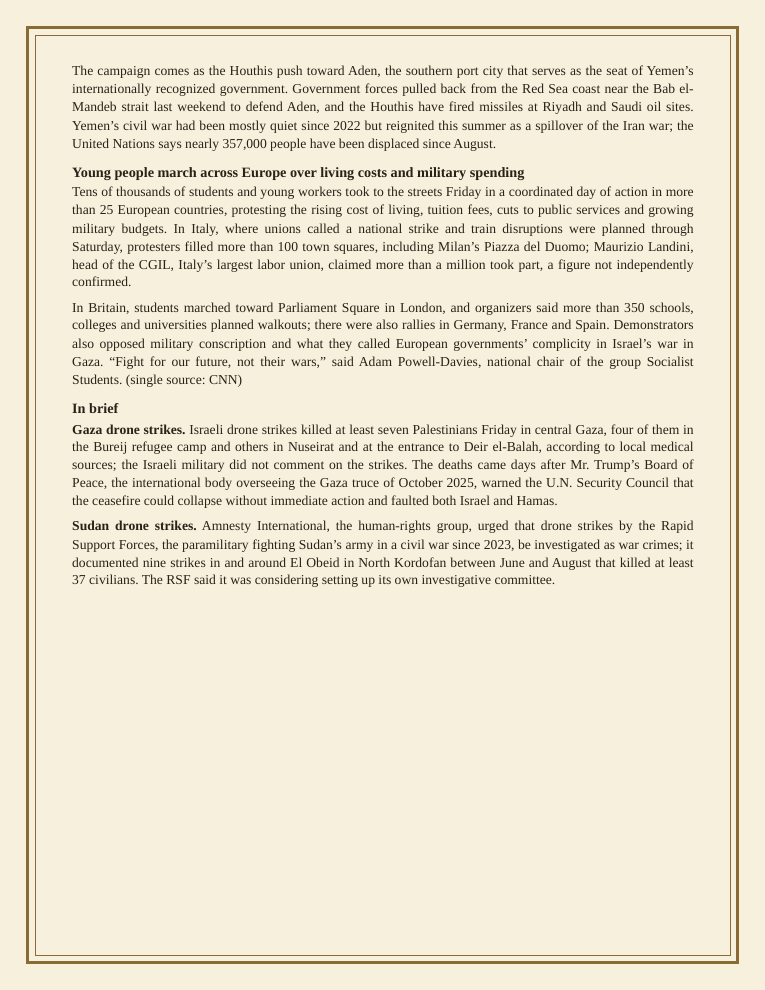 The campaign comes as the Houthis push toward Aden, the southern port city that serves as the seat of Yemen’s
internationally recognized government. Government forces pulled back from the Red Sea coast near the Bab el-
Mandeb strait last weekend to defend Aden, and the Houthis have fired missiles at Riyadh and Saudi oil sites.
Yemen’s civil war had been mostly quiet since 2022 but reignited this summer as a spillover of the Iran war; the
United Nations says nearly 357,000 people have been displaced since August.
Young people march across Europe over living costs and military spending
Tens of thousands of students and young workers took to the streets Friday in a coordinated day of action in more
than 25 European countries, protesting the rising cost of living, tuition fees, cuts to public services and growing
military budgets. In Italy, where unions called a national strike and train disruptions were planned through
Saturday, protesters filled more than 100 town squares, including Milan’s Piazza del Duomo; Maurizio Landini,
head of the CGIL, Italy’s largest labor union, claimed more than a million took part, a figure not independently
confirmed.
In Britain, students marched toward Parliament Square in London, and organizers said more than 350 schools,
colleges and universities planned walkouts; there were also rallies in Germany, France and Spain. Demonstrators
also opposed military conscription and what they called European governments’ complicity in Israel’s war in
Gaza. “Fight for our future, not their wars,” said Adam Powell-Davies, national chair of the group Socialist
Students. (single source: CNN)
In brief
Gaza drone strikes. Israeli drone strikes killed at least seven Palestinians Friday in central Gaza, four of them in
the Bureij refugee camp and others in Nuseirat and at the entrance to Deir el-Balah, according to local medical
sources; the Israeli military did not comment on the strikes. The deaths came days after Mr. Trump’s Board of
Peace, the international body overseeing the Gaza truce of October 2025, warned the U.N. Security Council that
the ceasefire could collapse without immediate action and faulted both Israel and Hamas.
Sudan drone strikes. Amnesty International, the human-rights group, urged that drone strikes by the Rapid
Support Forces, the paramilitary fighting Sudan’s army in a civil war since 2023, be investigated as war crimes; it
documented nine strikes in and around El Obeid in North Kordofan between June and August that killed at least
37 civilians. The RSF said it was considering setting up its own investigative committee.